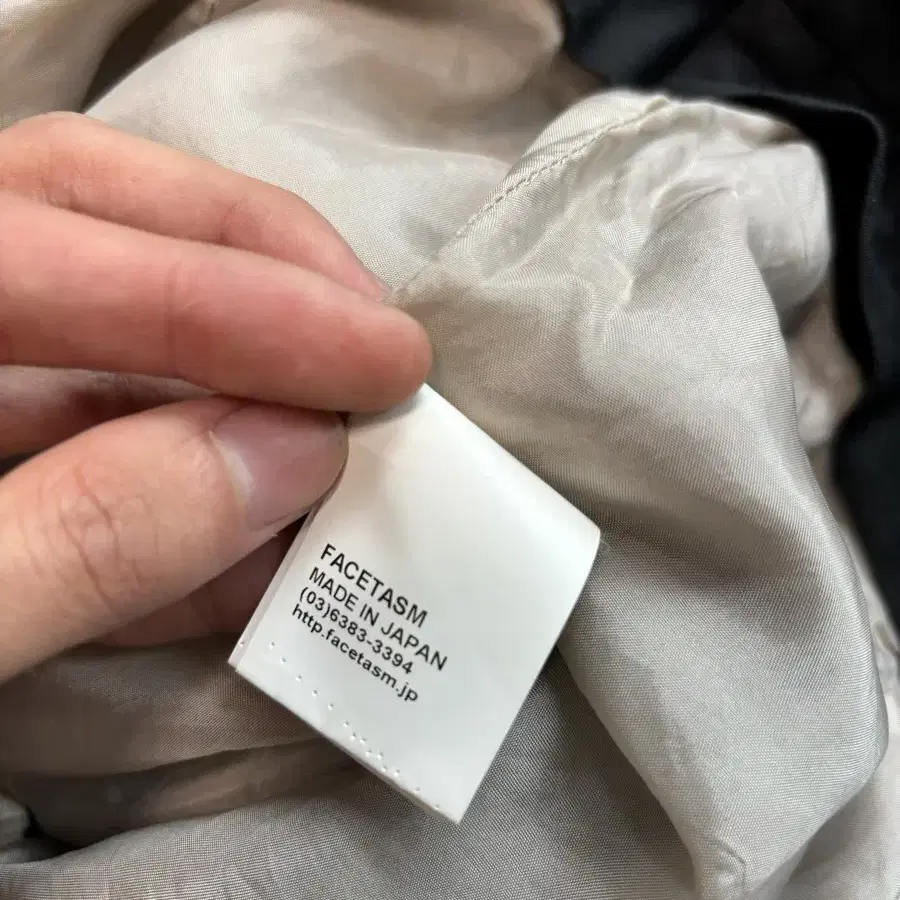 FACETASM
MADE IN JAPAN
(03)6383-3394
http.facetasm.jp